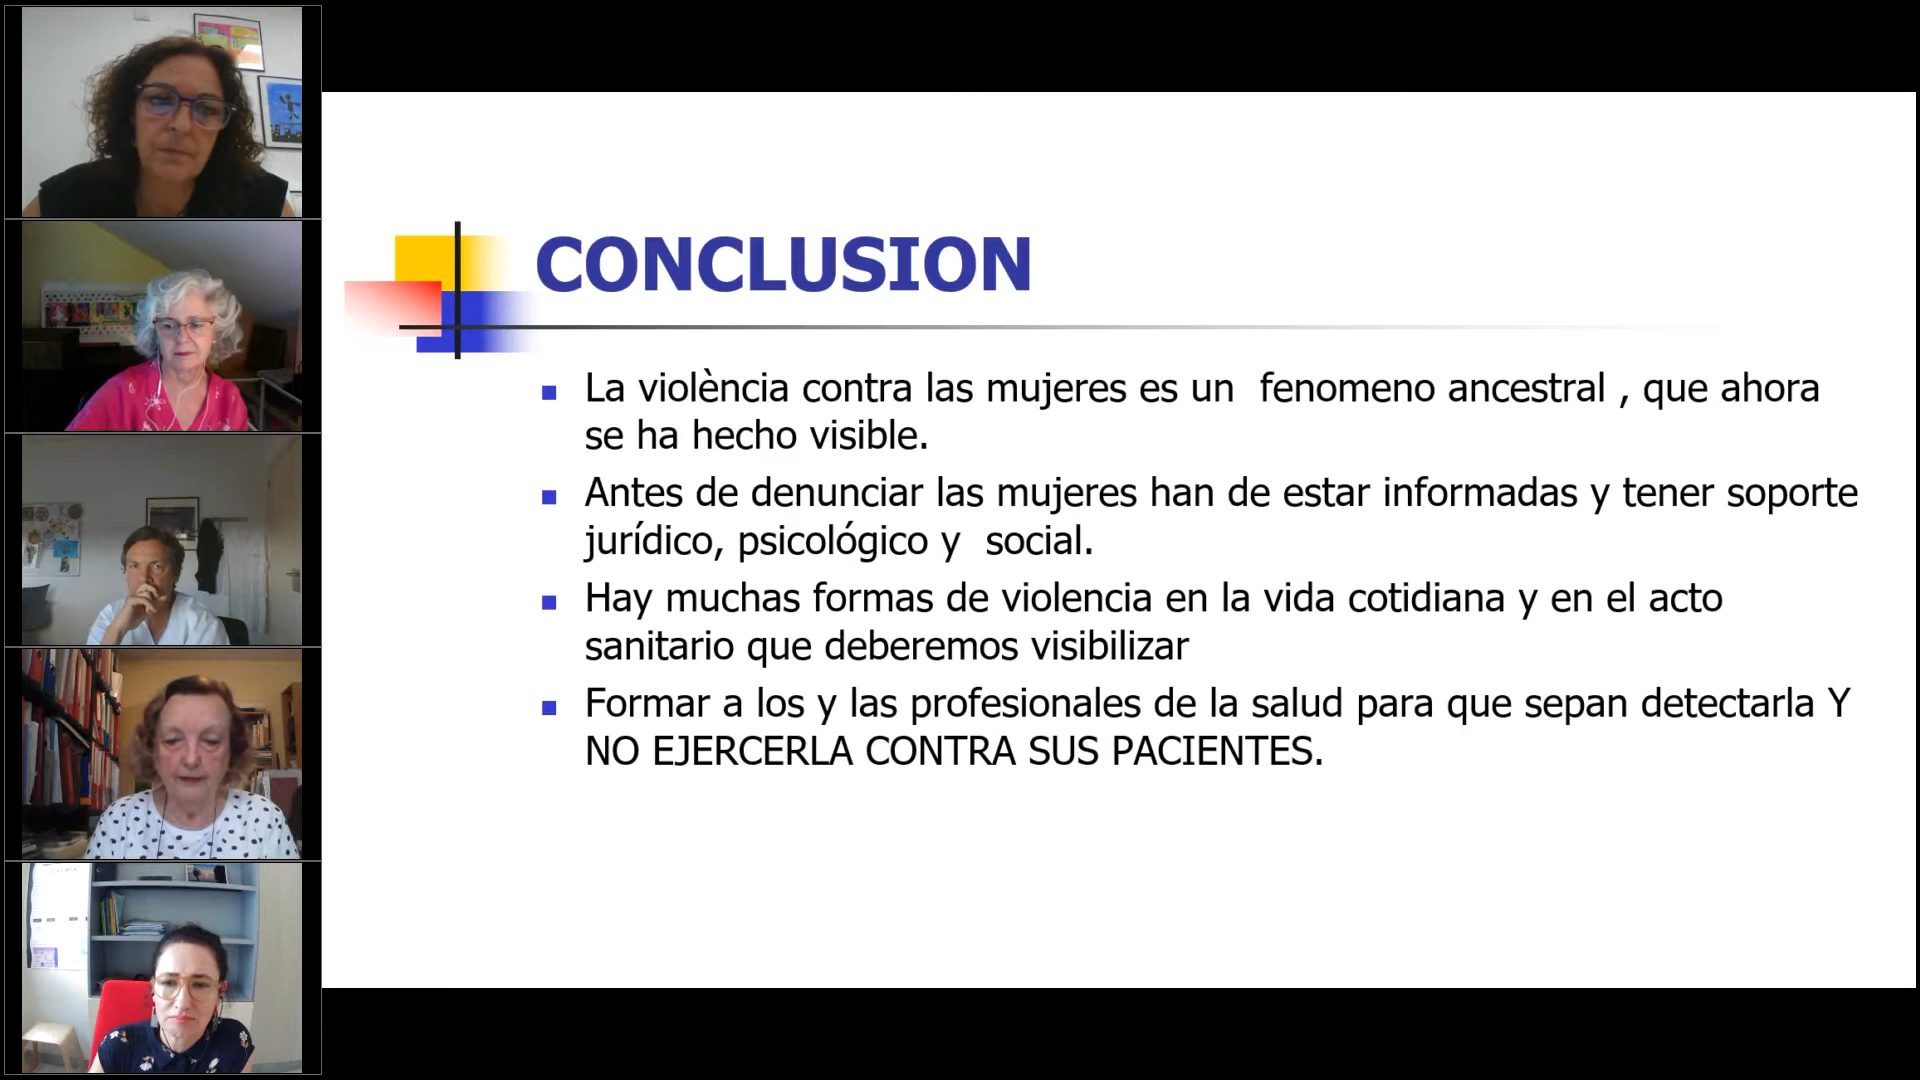 CONCLUSION
La violència contra las mujeres es un  fenomeno ancestral , que ahora
se ha hecho visible.
Antes de denunciar las mujeres han de estar informadas y tener soporte
jurídico, psicológico y  social.
Hay muchas formas de violencia en la vida cotidiana y en el acto
sanitario que deberemos visibilizar
Formar a los y las profesionales de la salud para que sepan detectarla Y
NO EJERCERLA CONTRA SUS PACIENTES.